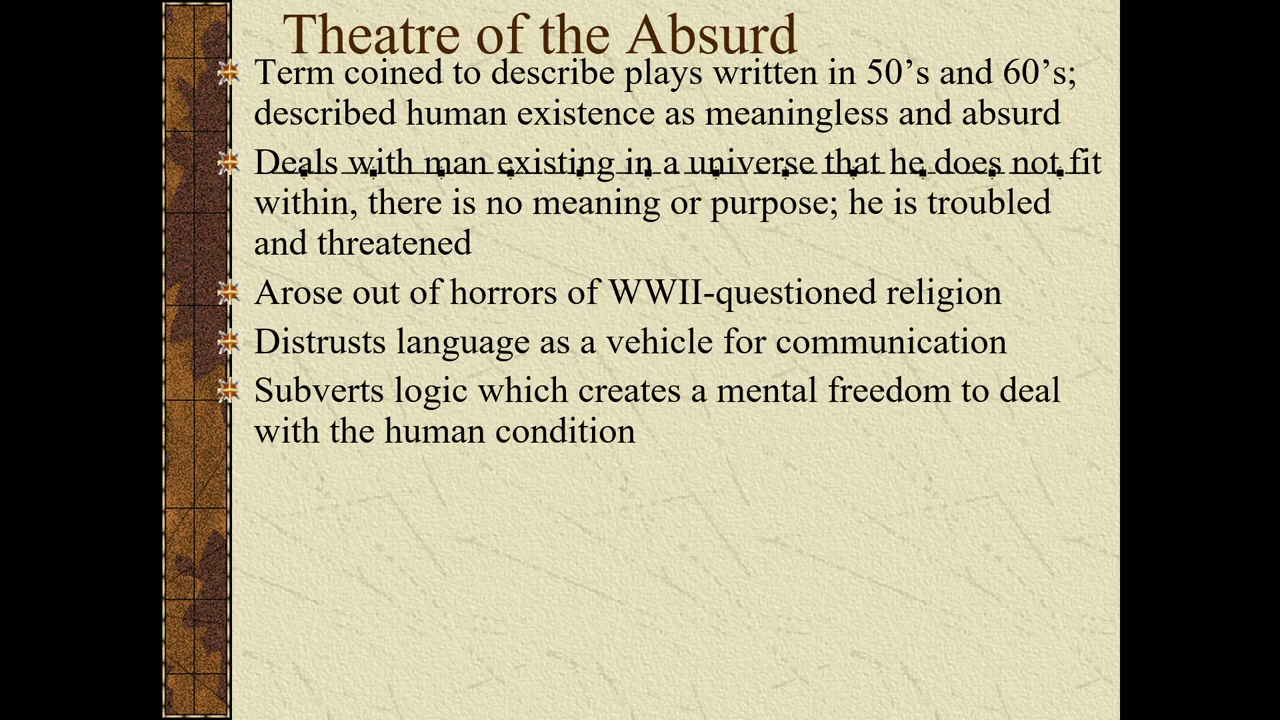 Theatre of the Absurd
Term coined to describe plays written in 50’s and 60’s;
described human existence as meaningless and absurd
Deals with man existing in a universe that he does not fit
within, there is no meaning or purpose; he is troubled
and threatened
Arose out of horrors of WWII-questioned religion
Distrusts language as a vehicle for communication
Subverts logic which creates a mental freedom to deal
with the human condition